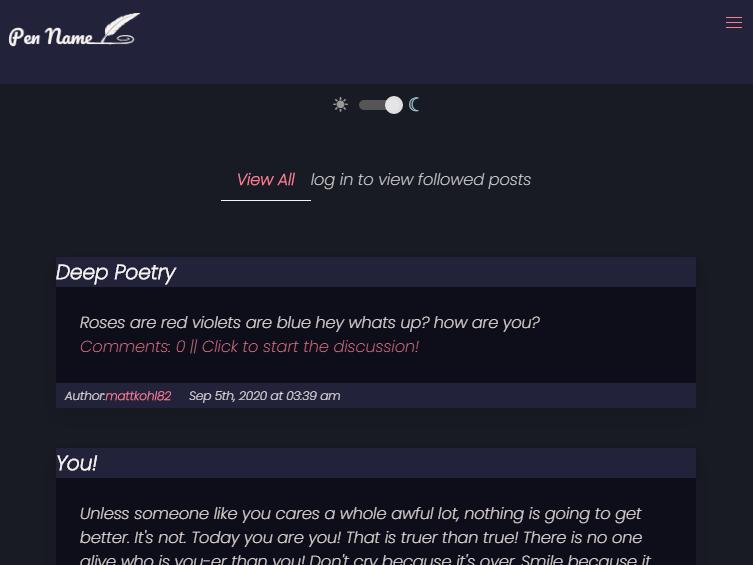 Pen Name
View All log in to view followed posts
Deep Poetry
Roses are red violets are blue hey whats up? how are you?
Comments: 0 || Click to start the discussion!
Author:mattkohl82 Sep 5th, 2020 at 03:39 am
You!
Unless someone like you cares a whole awful lot, nothing is going to get
better. It's not. Today you are you! That is truer than true! There is no one
alive who is you-er than you! Don't cry because it's over. Smile because it